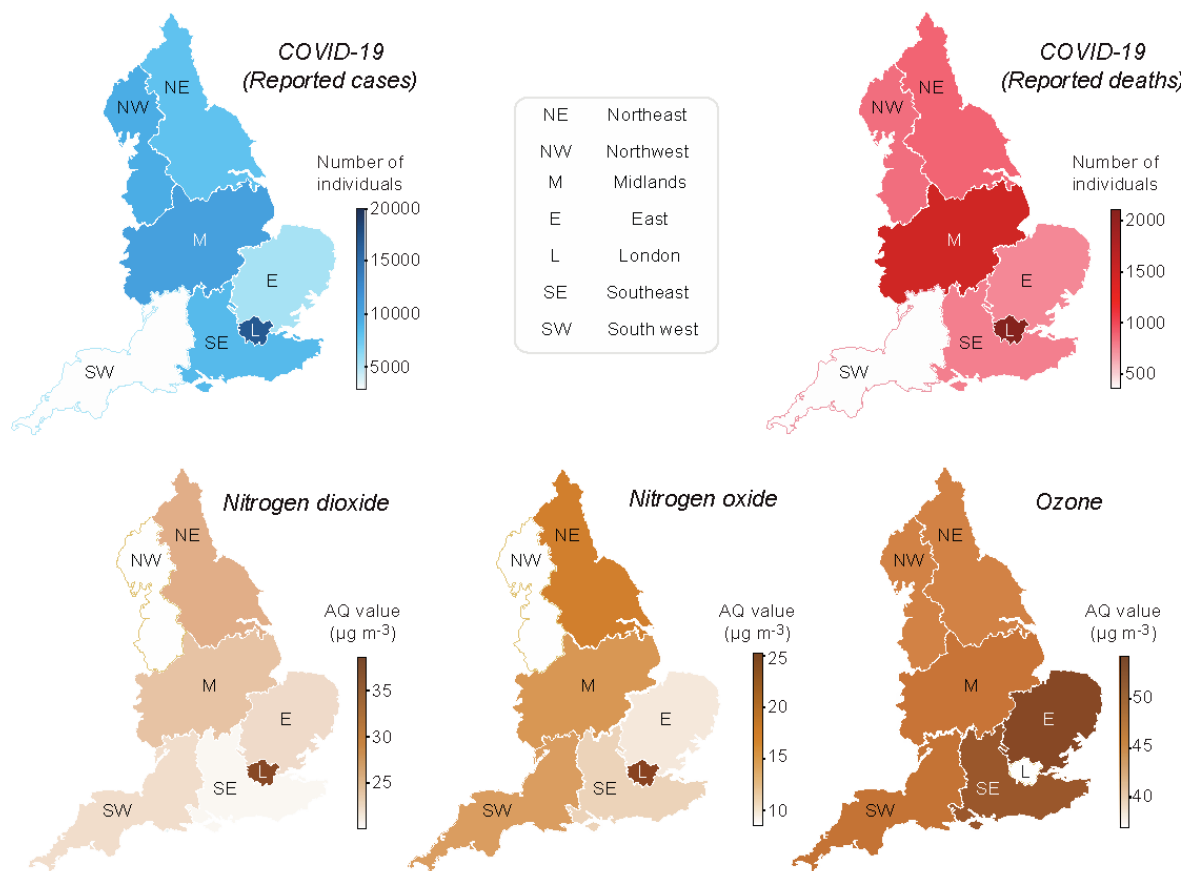 COVID-19
(Reported cases)
NE
NW
M
E
L
SE
SW
Number of
individuals
20000
15000
10000
5000
NE Northeast
NW Northwest
M Midlands
E East
L London
SE Southeast
SW South west
COVID-19
(Reported deaths)
NE
NW
M
E
L
SE
SW
Number of
individuals
2000
1500
1000
500
Nitrogen dioxide
NE
NW
M
E
L
SE
SW
AQ value
(µg m-3)
35
30
25
Nitrogen oxide
NE
NW
M
E
L
SE
SW
AQ value
(µg m-3)
25
20
15
10
Ozone
NE
NW
M
E
L
SE
SW
AQ value
(µg m-3)
50
45
40